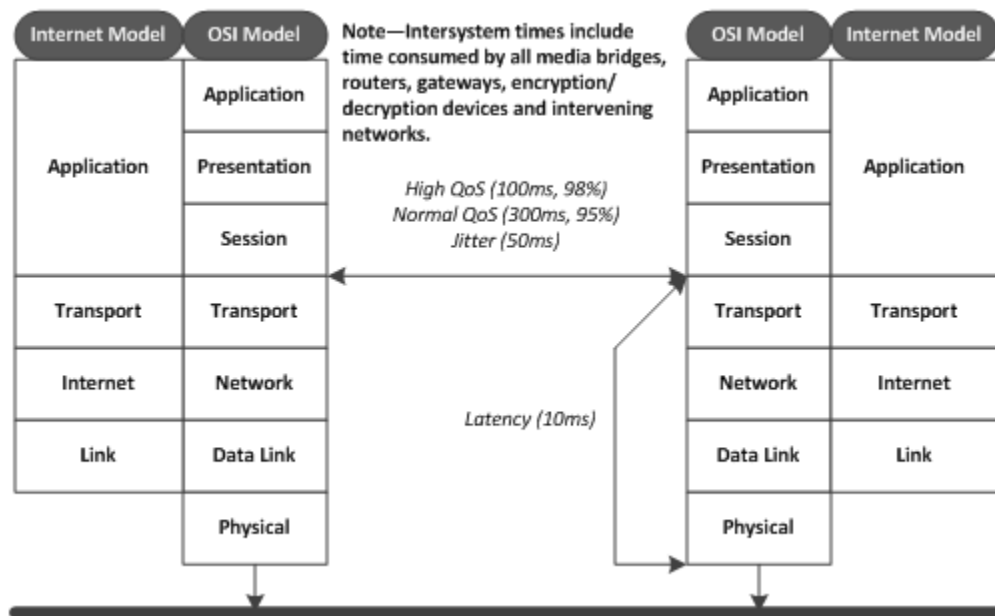 Internet Model
OSI Model
Note—Intersystem times include
time consumed by all media bridges,
routers, gateways, encryption/
decryption devices and intervening
networks.
OSI Model
Internet Model
Application
Application
Presentation
Session
Transport
Transport
Internet
Network
Link
Data Link
Physical
High QoS (100ms, 98%)
Normal QoS (300ms, 95%)
Jitter (50ms)
Latency (10ms)
Application
Presentation
Application
Session
Transport
Transport
Network
Internet
Data Link
Link
Physical